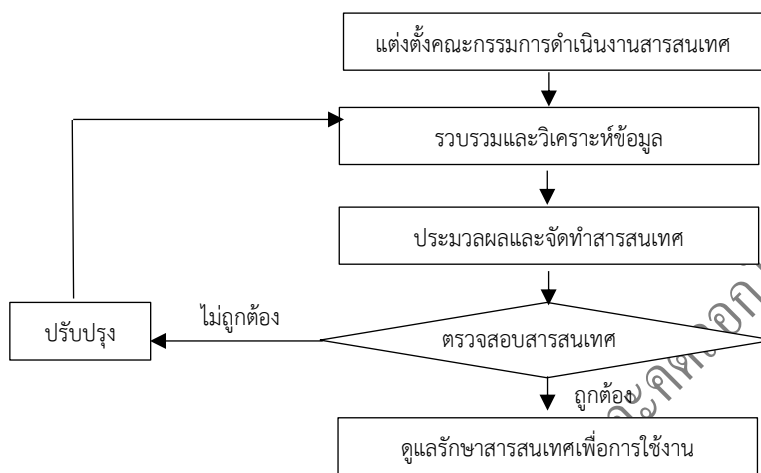 แต่งตั้งคณะกรรมการดำเนินงานสารสนเทศ
รวบรวมและวิเคราะห์ข้อมูล
ประมวลผลและจัดทำสารสนเทศ
ไม่ถูกต้อง
ปรับปรุง
ตรวจสอบสารสนเทศ
ถูกต้อง
ดูแลรักษาสารสนเทศเพื่อการใช้งาน